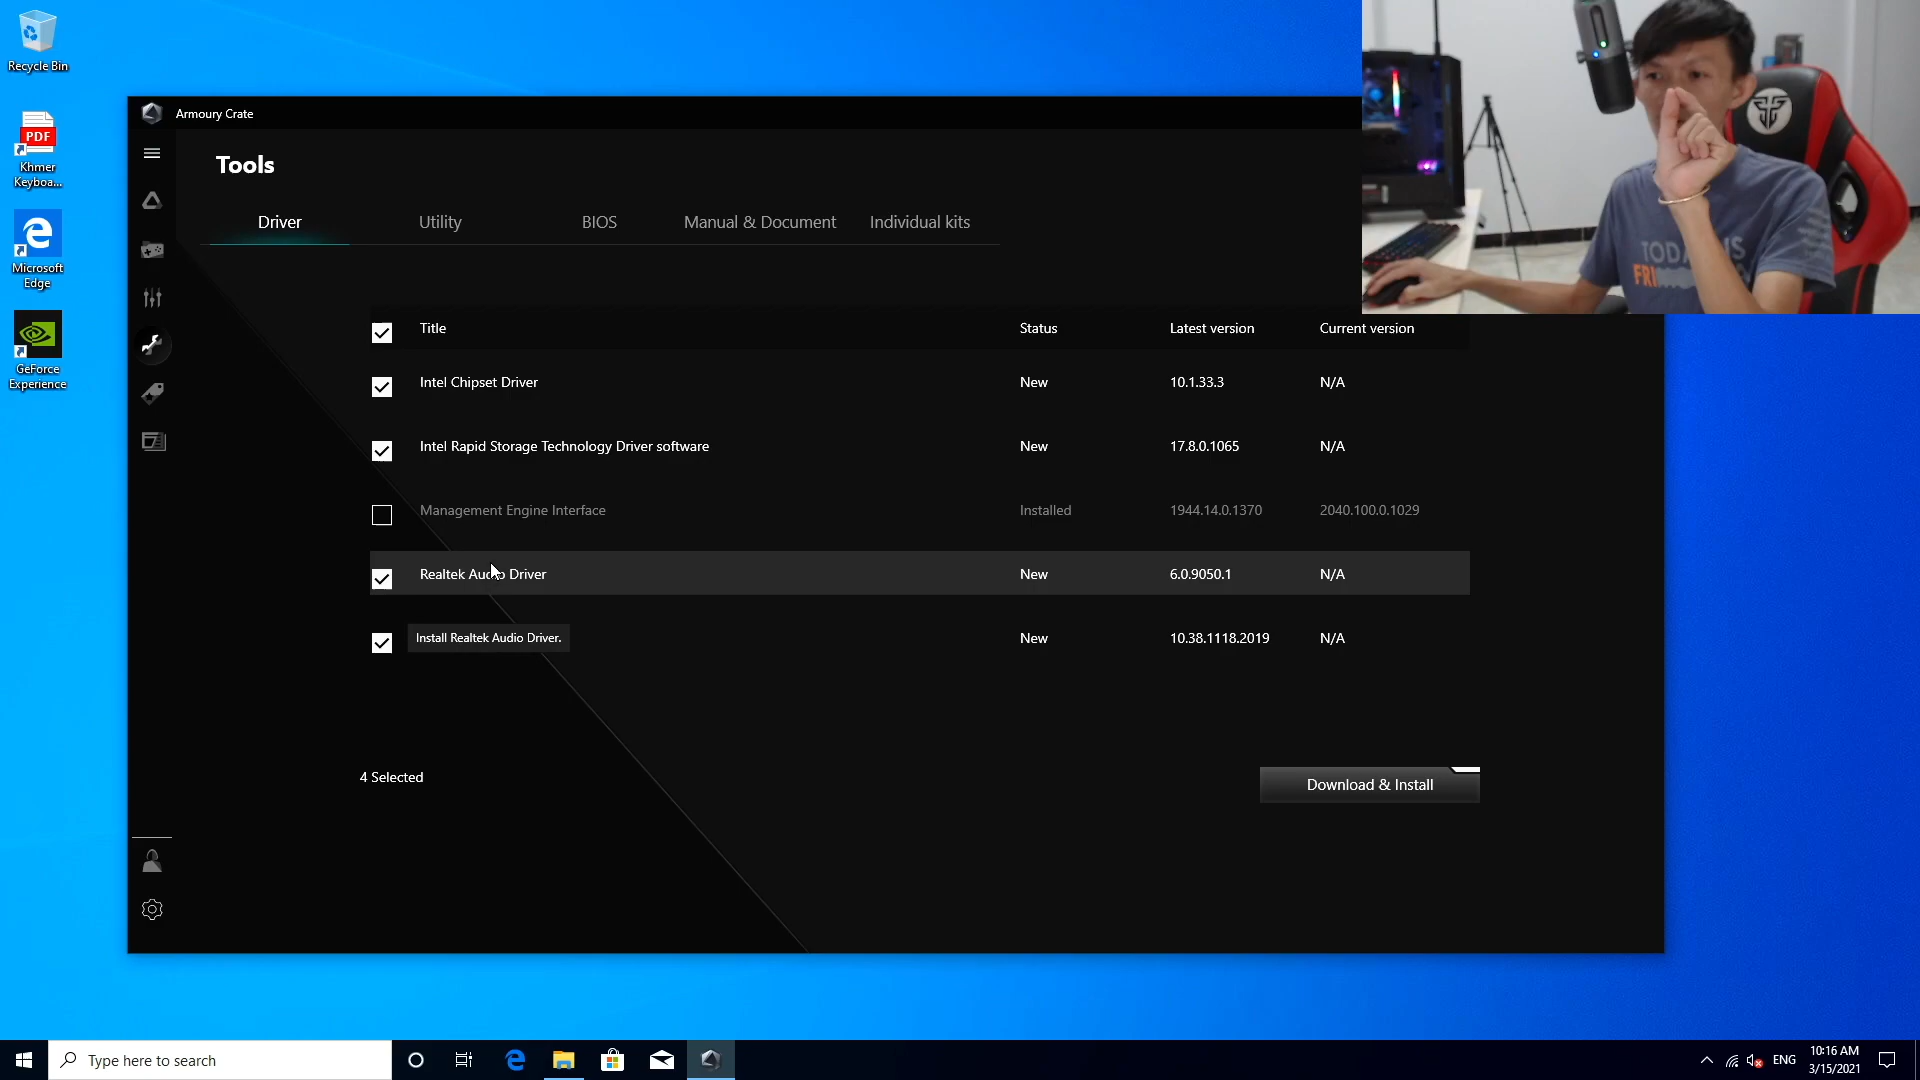 Recycle Bin
PDF
Khmer
Keyboa...
Microsoft
Edge
GeForce
Experience
Armoury Crate
Tools
Driver
Utility
BIOS
Manual & Document
Individual kits
Title
Status
Latest version
Current version
Intel Chipset Driver
New
10.1.33.3
N/A
Intel Rapid Storage Technology Driver software
New
17.8.0.1065
N/A
Management Engine Interface
Installed
1944.14.0.1370
2040.100.0.1029
Realtek Audio Driver
New
6.0.9050.1
N/A
Install Realtek Audio Driver.
New
10.38.1118.2019
N/A
4 Selected
Download & Install
Type here to search
ENG
10:16 AM
3/15/2021